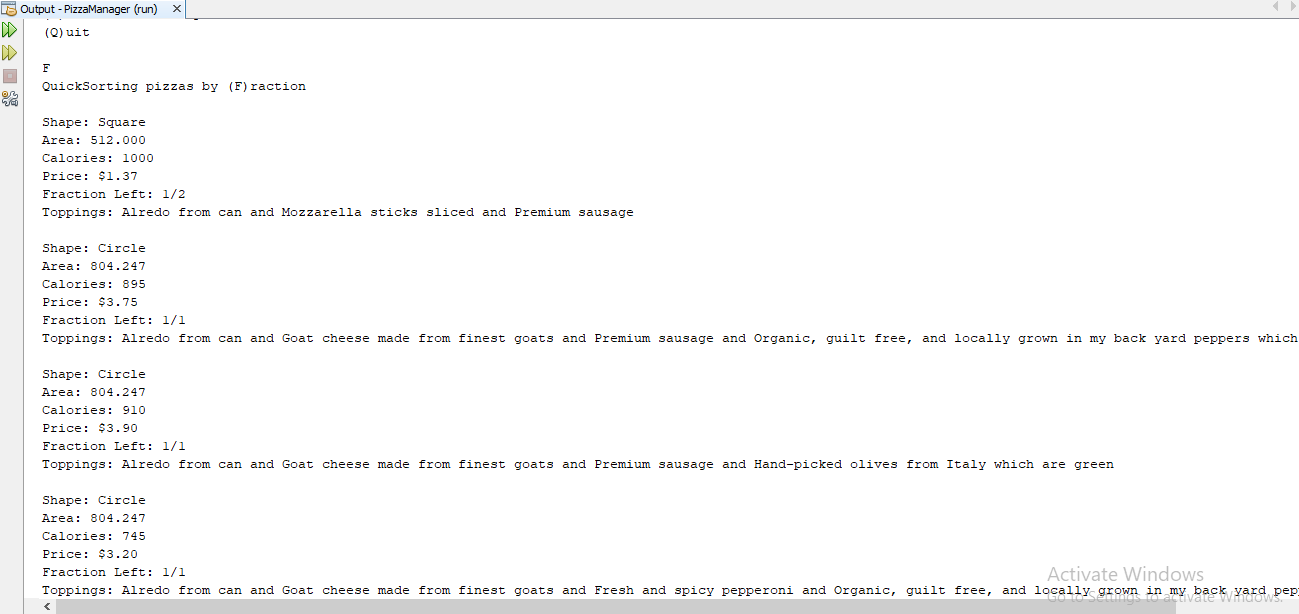 Output - PizzaManager (run)
(Q)uit
F
QuickSorting pizzas by (F)raction
Shape: Square
Area: 512.000
Calories: 1000
Price: $1.37
Fraction Left: 1/2
Toppings: Alredo from can and Mozzarella sticks sliced and Premium sausage
Shape: Circle
Area: 804.247
Calories: 895
Price: $3.75
Fraction Left: 1/1
Toppings: Alredo from can and Goat cheese made from finest goats and Premium sausage and Organic, guilt free, and locally grown in my back yard peppers which
Shape: Circle
Area: 804.247
Calories: 910
Price: $3.90
Fraction Left: 1/1
Toppings: Alredo from can and Goat cheese made from finest goats and Premium sausage and Hand-picked olives from Italy which are green
Shape: Circle
Area: 804.247
Calories: 745
Price: $3.20
Fraction Left: 1/1
Toppings: Alredo from can and Goat cheese made from finest goats and Fresh and spicy pepperoni and Organic, guilt free, and locally grown in my back yard pep
Activate Windows
Go to Settings to activate Windows.